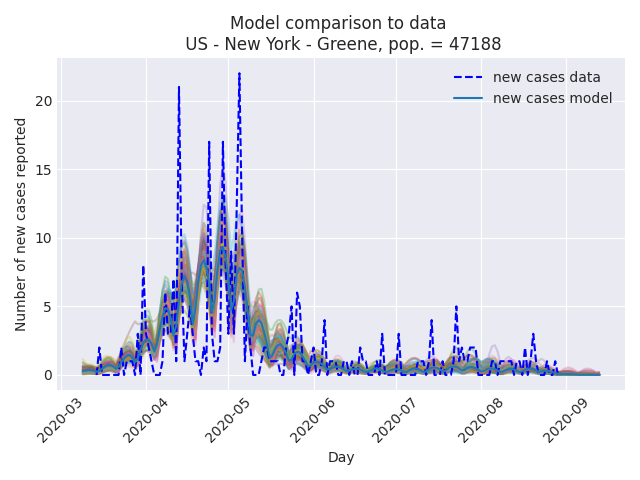 Model comparison to data
US - New York - Greene, pop. = 47188
new cases data
new cases model
Number of new cases reported
20
15
10
5
0
2020-03
2020-04
2020-05
2020-06
2020-07
2020-08
2020-09
Day